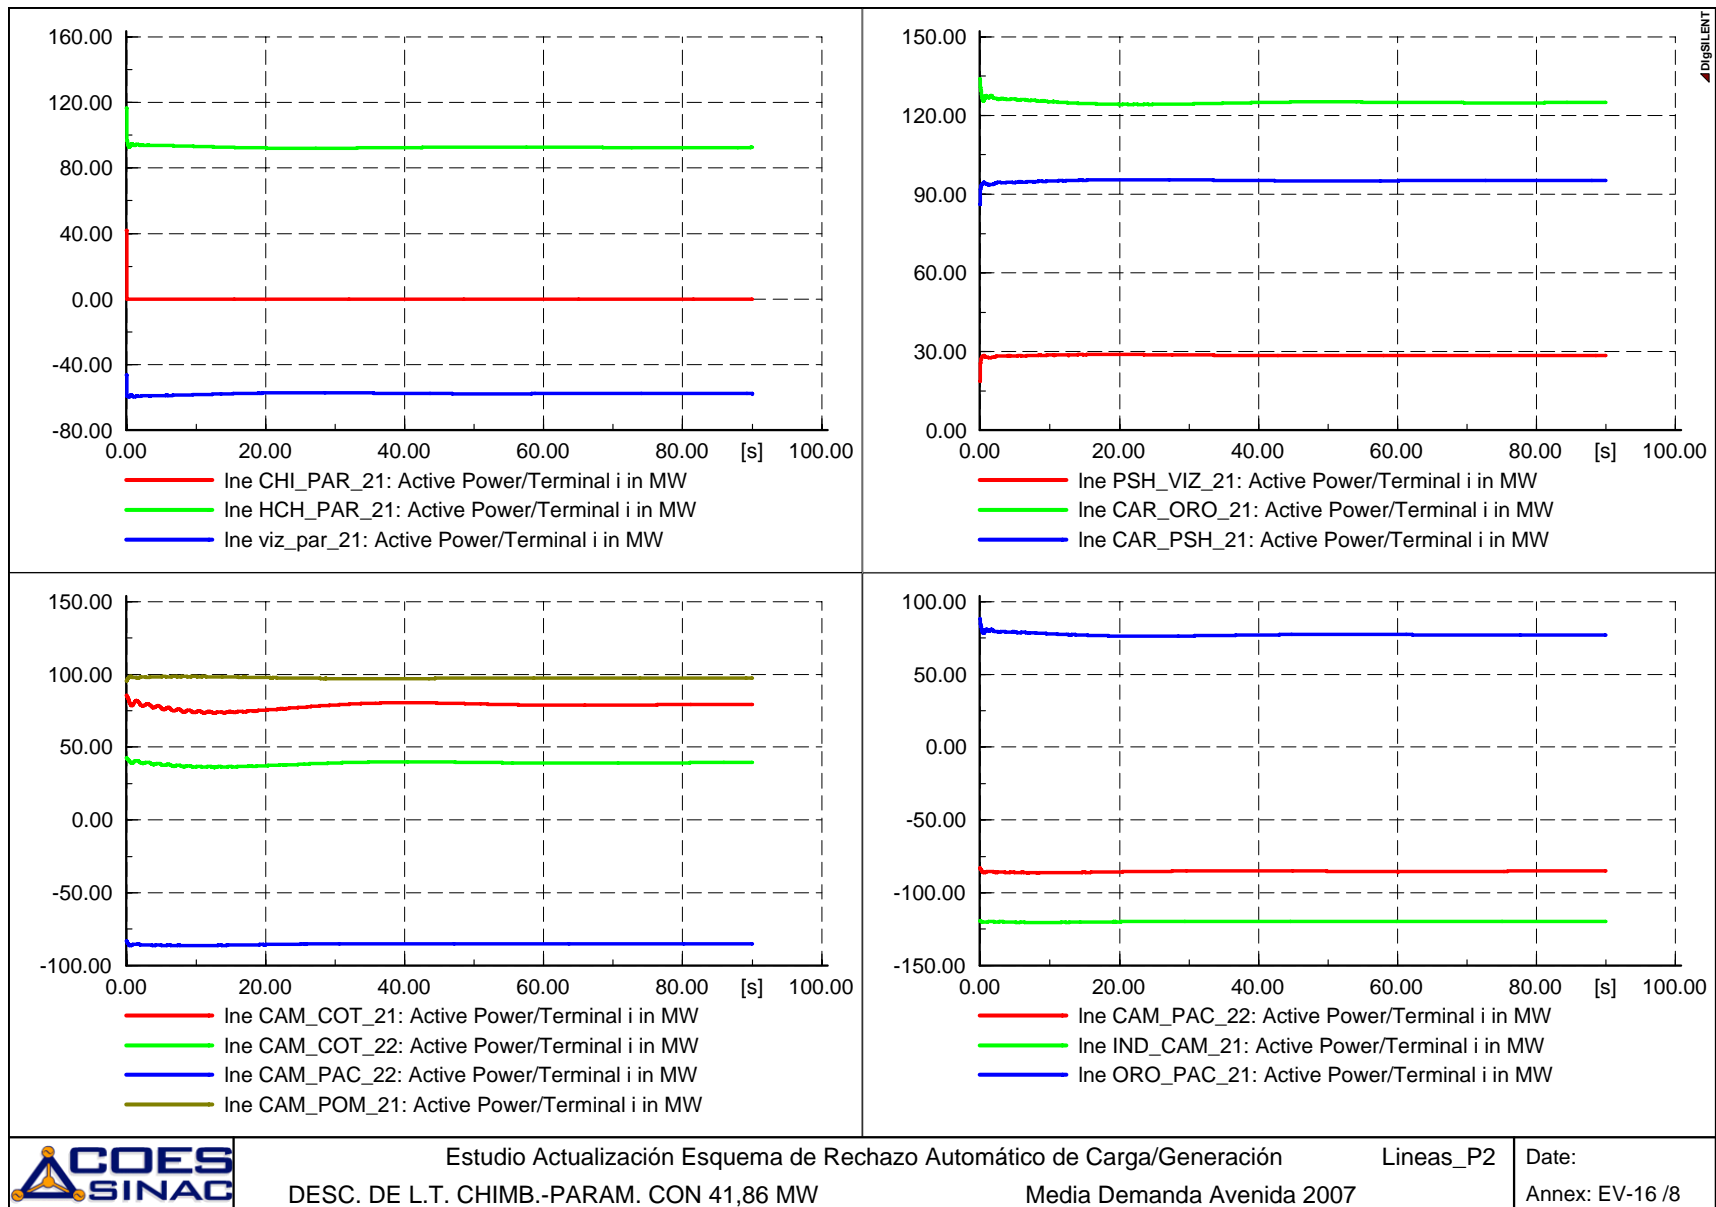 160.00
120.00
80.00
40.00
0.00
-40.00
-80.00
0.00 20.00 40.00 60.00 80.00 [s] 100.00
lne CHI_PAR_21: Active Power/Terminal i in MW
lne HCH_PAR_21: Active Power/Terminal i in MW
lne viz_par_21: Active Power/Terminal i in MW
DIgSILENT
150.00
120.00
90.00
60.00
30.00
0.00
0.00 20.00 40.00 60.00 80.00 [s] 100.00
lne PSH_VIZ_21: Active Power/Terminal i in MW
lne CAR_ORO_21: Active Power/Terminal i in MW
lne CAR_PSH_21: Active Power/Terminal i in MW
150.00
100.00
50.00
0.00
-50.00
-100.00
0.00 20.00 40.00 60.00 80.00 [s] 100.00
lne CAM_COT_21: Active Power/Terminal i in MW
lne CAM_COT_22: Active Power/Terminal i in MW
lne CAM_PAC_22: Active Power/Terminal i in MW
lne CAM_POM_21: Active Power/Terminal i in MW
100.00
50.00
0.00
-50.00
-100.00
-150.00
0.00 20.00 40.00 60.00 80.00 [s] 100.00
lne CAM_PAC_22: Active Power/Terminal i in MW
lne IND_CAM_21: Active Power/Terminal i in MW
lne ORO_PAC_21: Active Power/Terminal i in MW
COES
SINAC
Estudio Actualización Esquema de Rechazo Automático de Carga/Generación Lineas_P2
DESC. DE L.T. CHIMB.-PARAM. CON 41,86 MW Media Demanda Avenida 2007
Date:
Annex: EV-16 /8